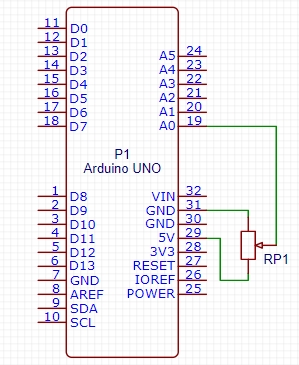 11 D0
12 D1
13 D2
14 D3
15 D4
16 D5
17 D6
18 D7
A5 24
A4 23
A3 22
A2 21
A1 20
A0 19
P1
Arduino UNO
1 D8
2 D9
3 D10
4 D11
5 D12
6 D13
7 GND
8 AREF
9 SDA
10 SCL
VIN 32
GND 31
GND 30
5V 29
3V3 28
RESET 27
IOREF 26
POWER 25
RP1